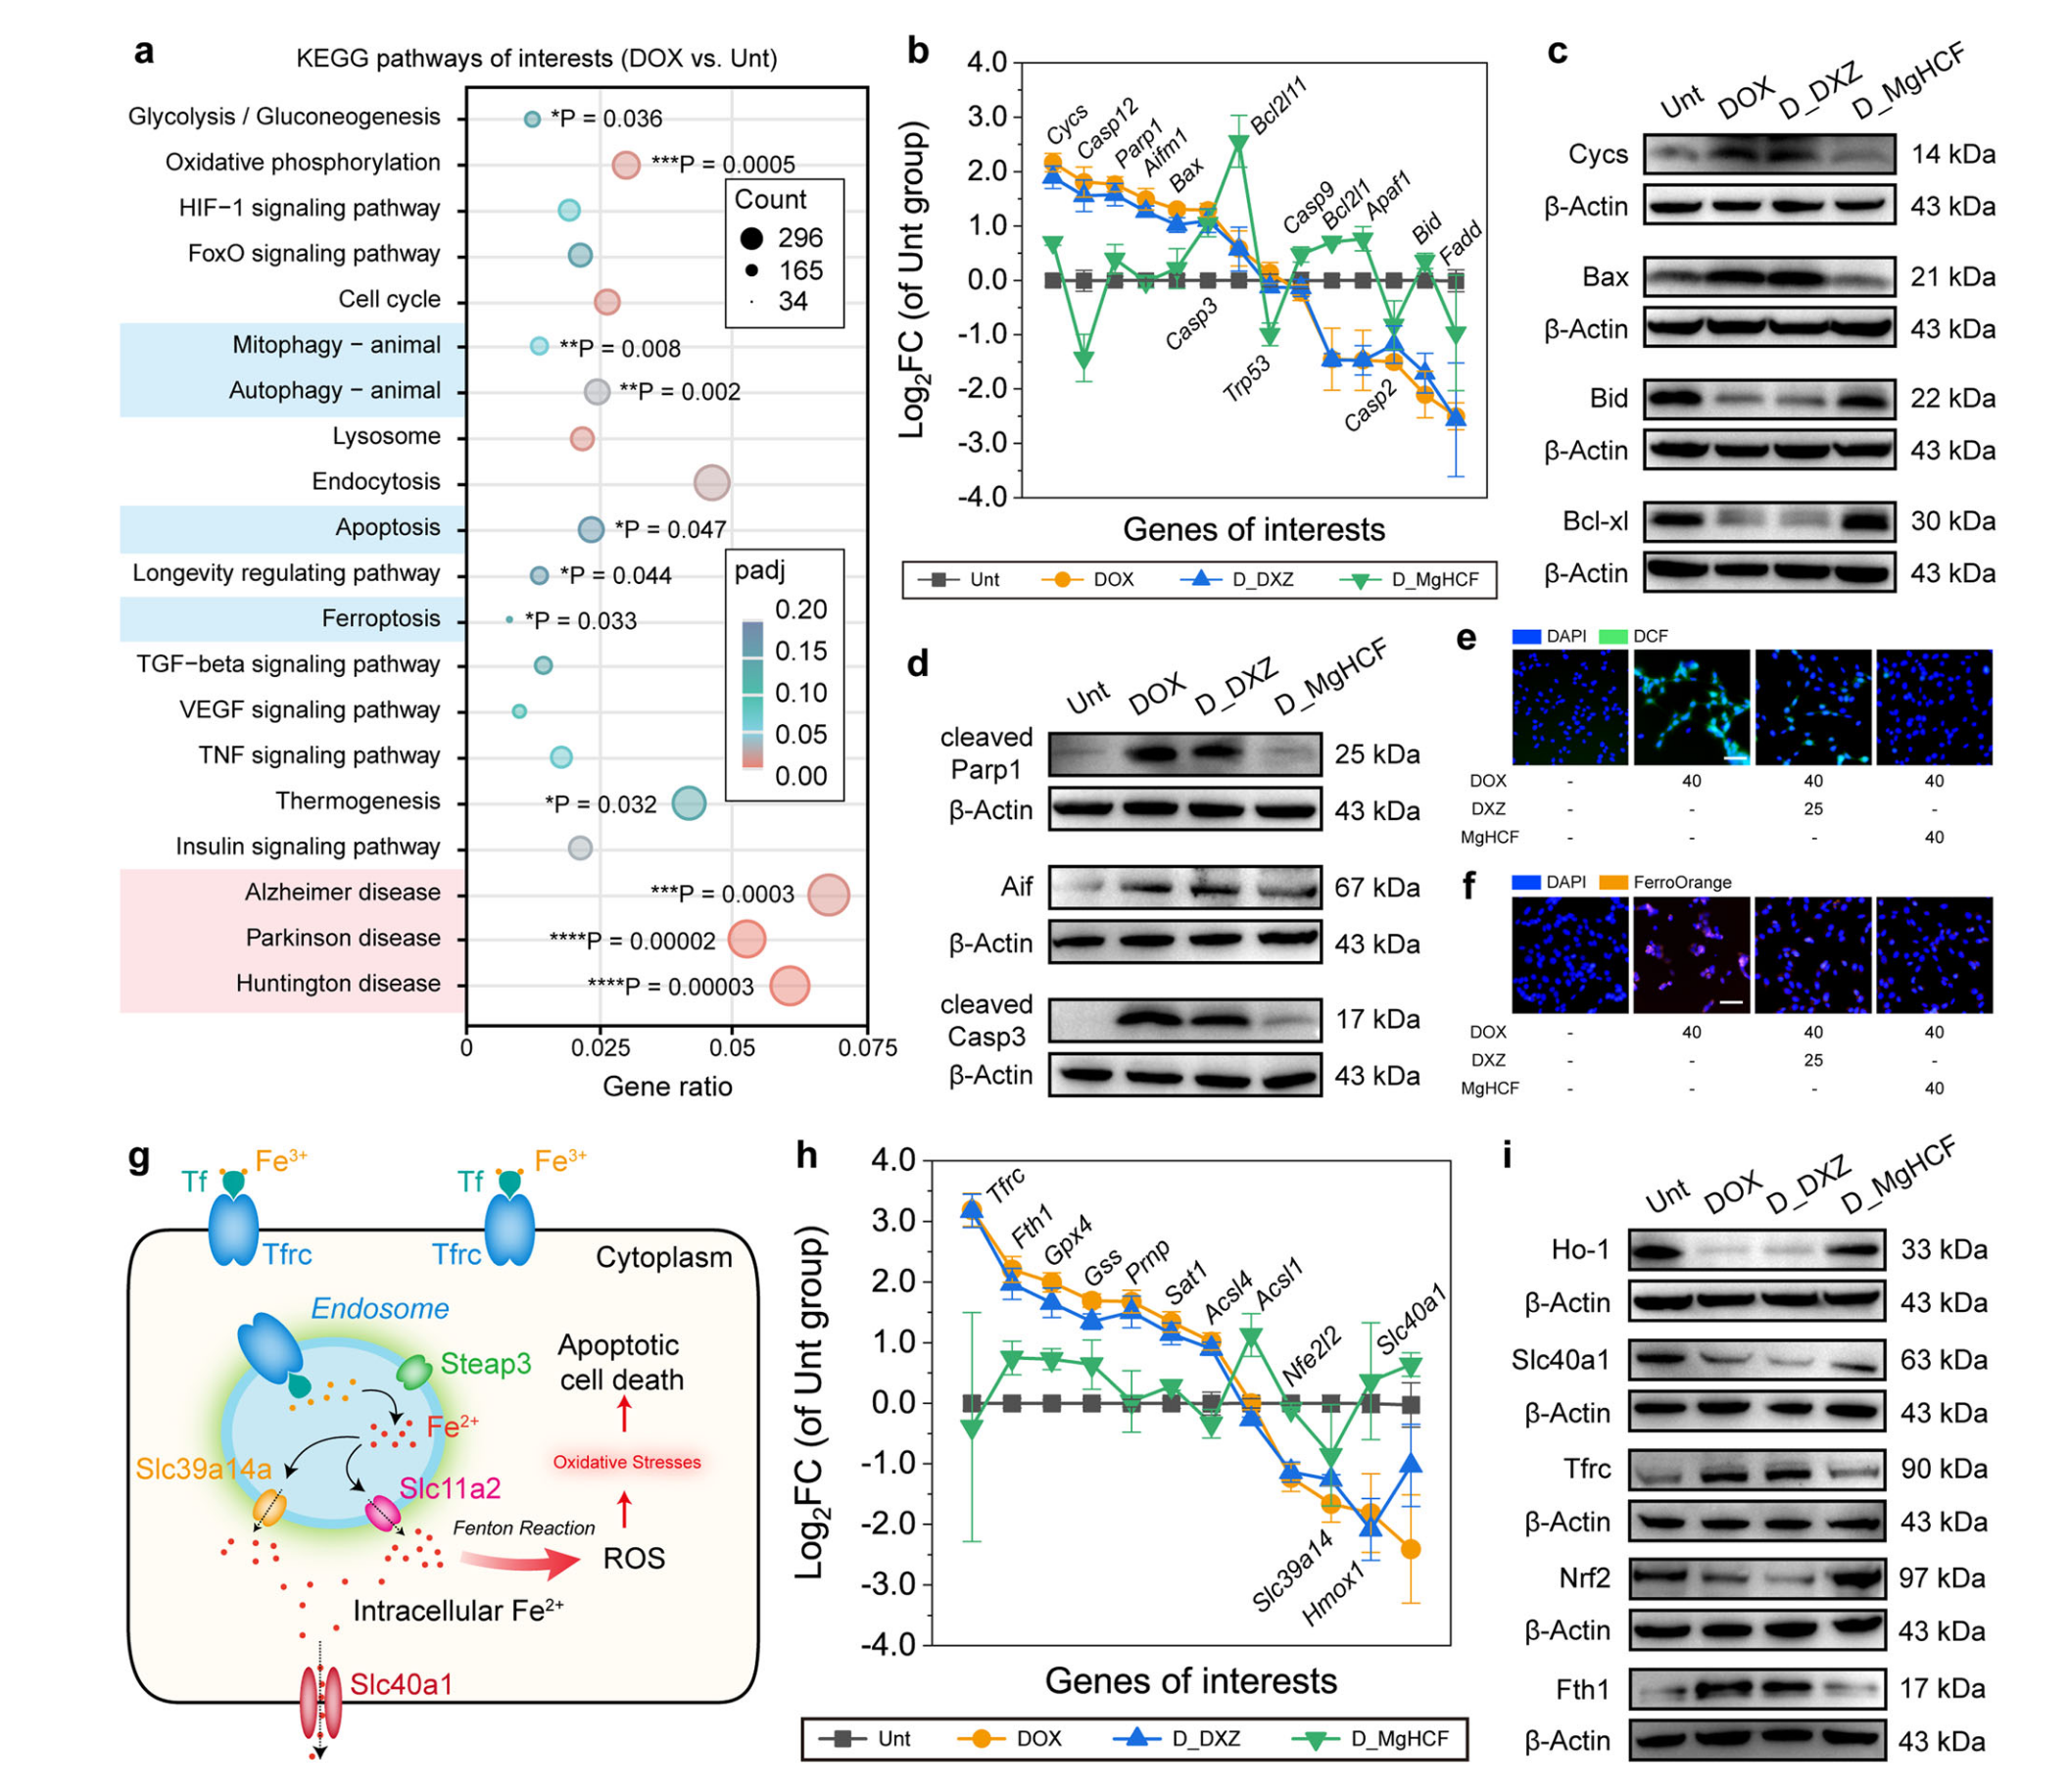 a
KEGG pathways of interests (DOX vs. Unt)
Glycolysis / Gluconeogenesis
*P = 0.036
Oxidative phosphorylation
***P = 0.0005
HIF−1 signaling pathway
FoxO signaling pathway
Cell cycle
Mitophagy − animal
**P = 0.008
Autophagy − animal
**P = 0.002
Lysosome
Endocytosis
Apoptosis
*P = 0.047
Longevity regulating pathway
*P = 0.044
Ferroptosis
*P = 0.033
TGF−beta signaling pathway
VEGF signaling pathway
TNF signaling pathway
Thermogenesis
*P = 0.032
Insulin signaling pathway
Alzheimer disease
***P = 0.0003
Parkinson disease
****P = 0.00002
Huntington disease
****P = 0.00003
Count
296
165
34
padj
0.20
0.15
0.10
0.05
0.00
0 0.025 0.05 0.075
Gene ratio
b
4.0
3.0
2.0
1.0
0.0
-1.0
-2.0
-3.0
-4.0
Log2FC (of Unt group)
Cycs
Casp12
Parp1
Aifm1
Bax
Casp3
Bcl2l11
Trp53
Casp9
Bcl2l1
Apaf1
Casp2
Bid
Fadd
Genes of interests
Unt DOX D_DXZ D_MgHCF
c
Unt DOX D_DXZ D_MgHCF
Cycs 14 kDa
β-Actin 43 kDa
Bax 21 kDa
β-Actin 43 kDa
Bid 22 kDa
β-Actin 43 kDa
Bcl-xl 30 kDa
β-Actin 43 kDa
d
Unt DOX D_DXZ D_MgHCF
cleaved
Parp1
25 kDa
β-Actin 43 kDa
Aif 67 kDa
β-Actin 43 kDa
cleaved
Casp3
17 kDa
β-Actin 43 kDa
e
DAPI DCF
DOX - 40 40 40
DXZ - - 25 -
MgHCF - - - 40
f
DAPI FerroOrange
DOX - 40 40 40
DXZ - - 25 -
MgHCF - - - 40
g
Tf Fe3+
Tf Fe3+
Tfrc
Tfrc
Cytoplasm
Endosome
Steap3
Fe2+
Slc39a14a
Slc11a2
Apoptotic
cell death
Oxidative Stresses
Fenton Reaction
ROS
Intracellular Fe2+
Slc40a1
h
4.0
3.0
2.0
1.0
0.0
-1.0
-2.0
-3.0
-4.0
Log2FC (of Unt group)
Tfrc
Fth1
Gpx4
Gss
Prnp
Sat1
Acsl4
Acsl1
Nfe2l2
Slc39a14
Hmox1
Slc40a1
Genes of interests
Unt DOX D_DXZ D_MgHCF
i
Unt DOX D_DXZ D_MgHCF
Ho-1 33 kDa
β-Actin 43 kDa
Slc40a1 63 kDa
β-Actin 43 kDa
Tfrc 90 kDa
β-Actin 43 kDa
Nrf2 97 kDa
β-Actin 43 kDa
Fth1 17 kDa
β-Actin 43 kDa